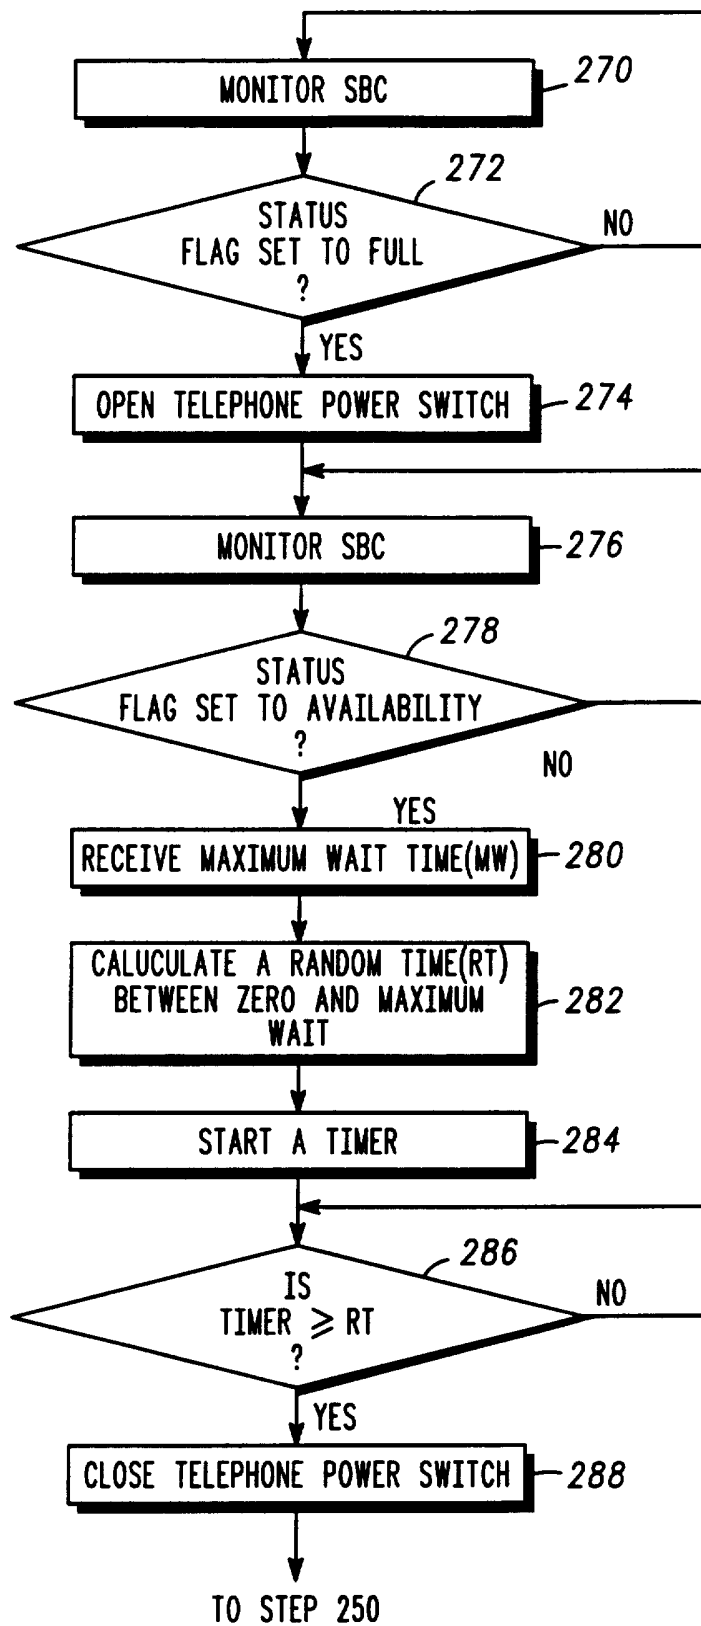 MONITOR SBC
270
272
STATUS
FLAG SET TO FULL
?
NO
YES
OPEN TELEPHONE POWER SWITCH
274
MONITOR SBC
276
278
STATUS
FLAG SET TO AVAILABILITY
?
NO
YES
RECEIVE MAXIMUM WAIT TIME(MW)
280
CALUCULATE A RANDOM TIME(RT)
BETWEEN ZERO AND MAXIMUM
WAIT
282
START A TIMER
284
286
IS
TIMER ⩾ RT
?
NO
YES
CLOSE TELEPHONE POWER SWITCH
288
TO STEP 250